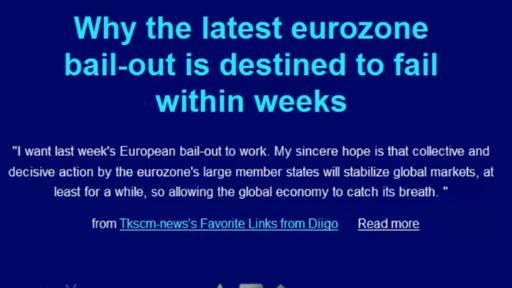 Why the latest eurozone
bail-out is destined to fail
within weeks
"I want last week's European bail-out to work. My sincere hope is that collective and
decisive action by the eurozone's large member states will stabilize global markets, at
least for a while, so allowing the global economy to catch its breath. "
from Tkscm-news's Favorite Links from Diigo Read more